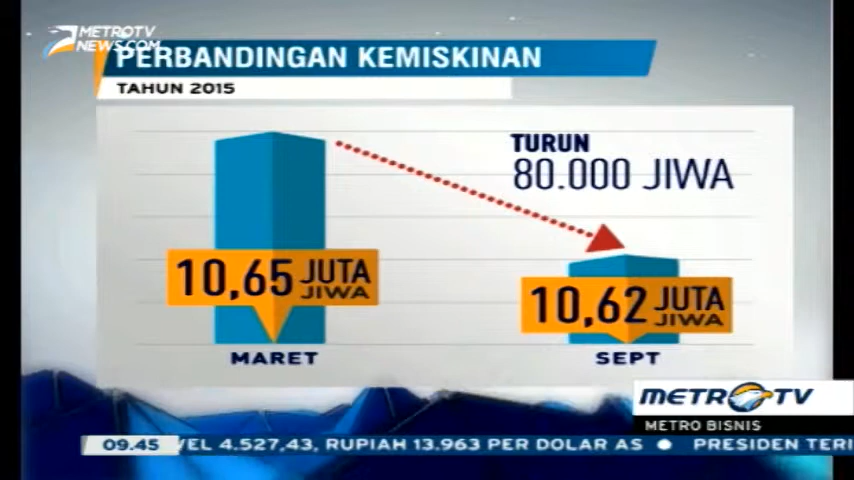 METROTV
NEWS.COM
PERBANDINGAN KEMISKINAN
TAHUN 2015
TURUN
80.000 JIWA
10,65 JUTA JIWA
10,62 JUTA JIWA
MARET
SEPT
METRO TV
METRO BISNIS
09.45 VEL 4.527,43, RUPIAH 13.963 PER DOLAR AS ● PRESIDEN TERI